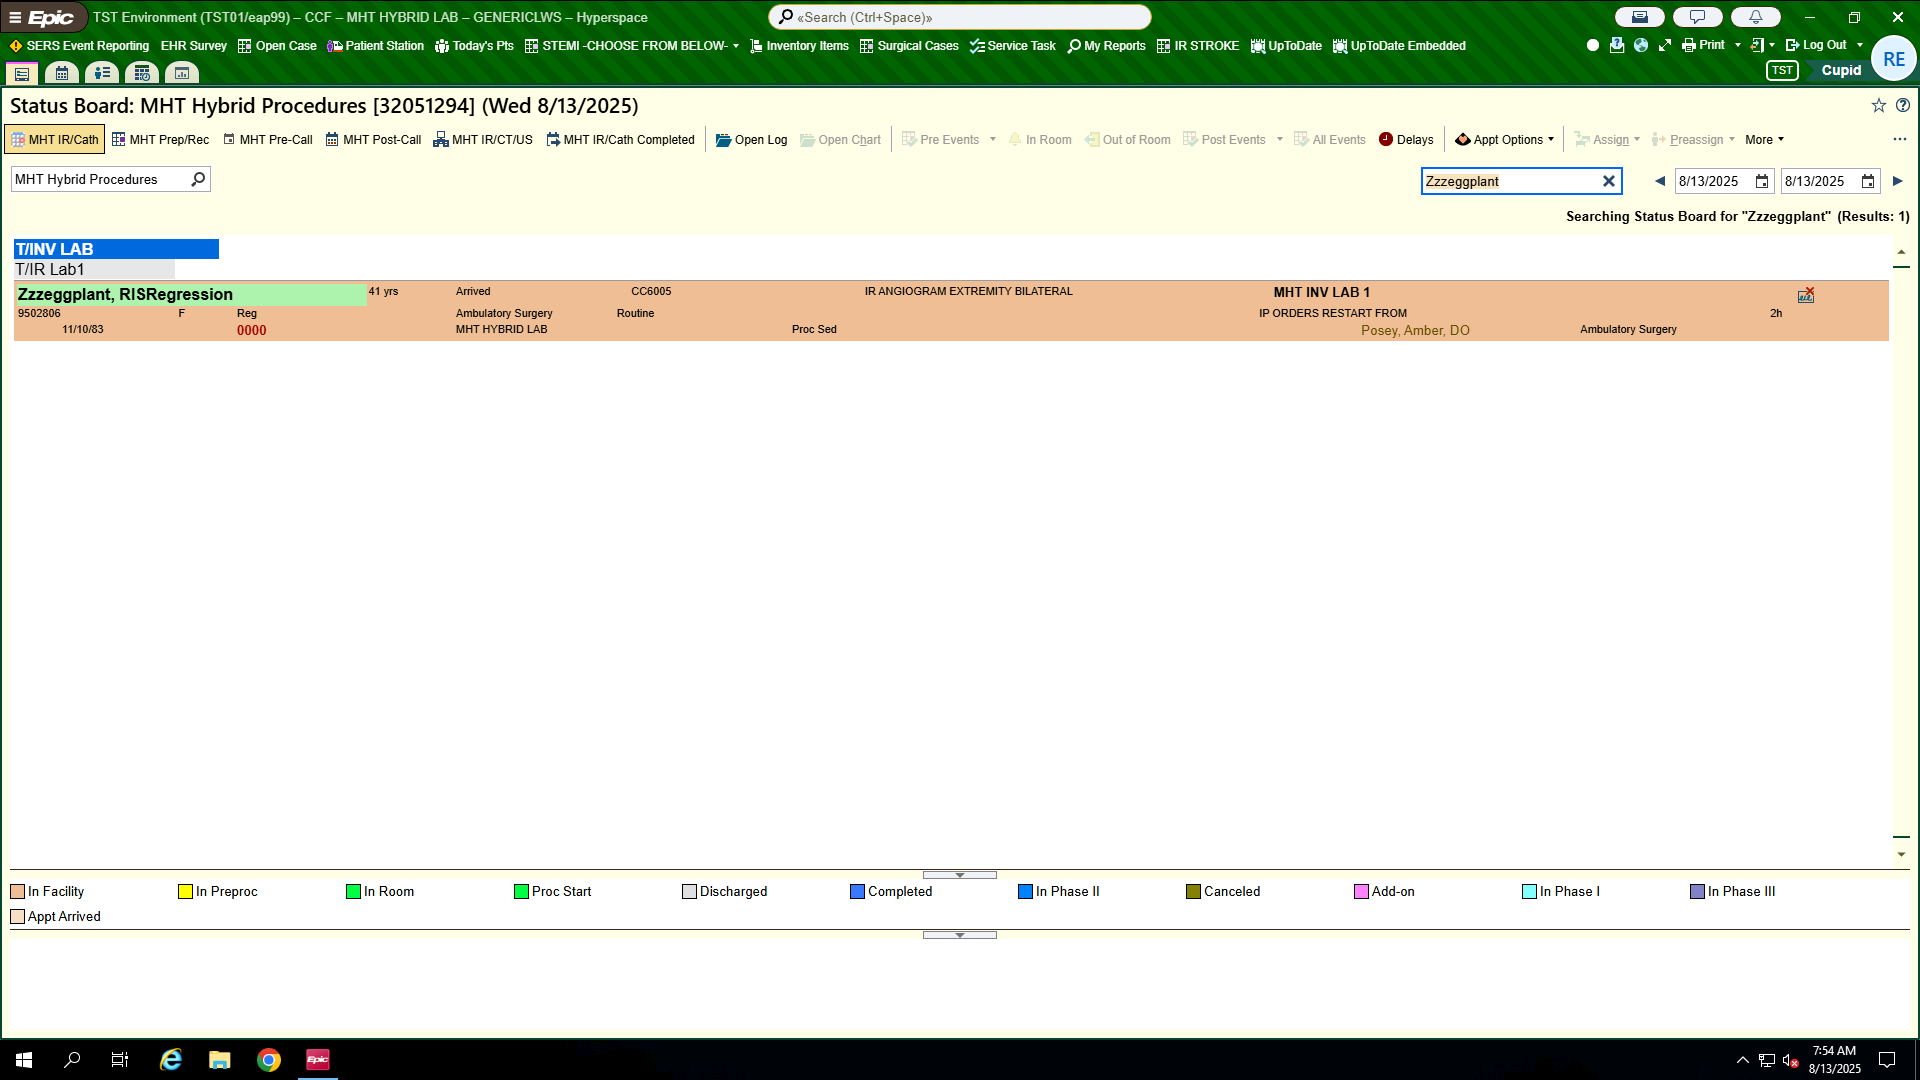 Epic TST Environment (TST01/eap99) – CCF – MHT HYBRID LAB – GENERICLWS – Hyperspace «Search (Ctrl+Space)»
SERS Event Reporting EHR Survey Open Case Patient Station Today's Pts STEMI -CHOOSE FROM BELOW- Inventory Items Surgical Cases Service Task My Reports IR STROKE UpToDate UpToDate Embedded Print Log Out
RE
TST Cupid
Status Board: MHT Hybrid Procedures [32051294] (Wed 8/13/2025)
MHT IR/Cath MHT Prep/Rec MHT Pre-Call MHT Post-Call MHT IR/CT/US MHT IR/Cath Completed Open Log Open Chart Pre Events In Room Out of Room Post Events All Events Delays Appt Options Assign Preassign More
MHT Hybrid Procedures Zzzeggplant 8/13/2025 8/13/2025
Searching Status Board for "Zzzeggplant" (Results: 1)
T/INV LAB
T/IR Lab1
Zzzeggplant, RISRegression 41 yrs Arrived CC6005 IR ANGIOGRAM EXTREMITY BILATERAL MHT INV LAB 1
9502806 F Reg Ambulatory Surgery Routine IP ORDERS RESTART FROM 2h
11/10/83 0000 MHT HYBRID LAB Proc Sed Posey, Amber, DO Ambulatory Surgery
In Facility In Preproc In Room Proc Start Discharged Completed In Phase II Canceled Add-on In Phase I In Phase III
Appt Arrived
Epic
7:54 AM
8/13/2025